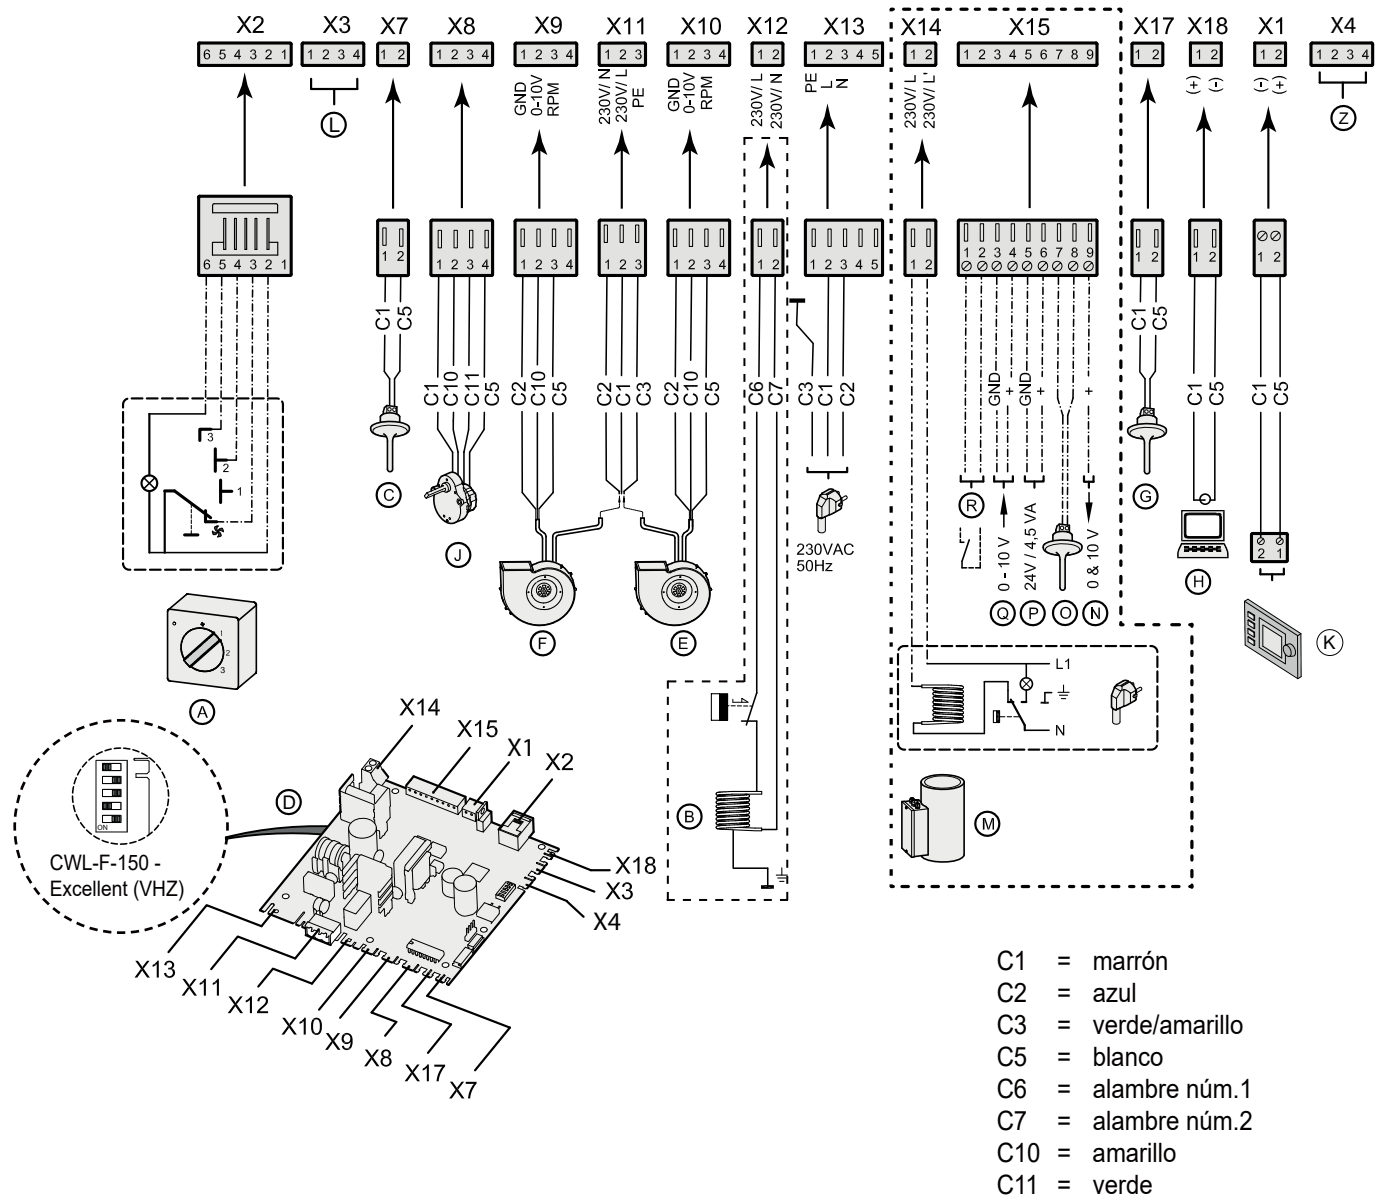 X2 X3 X7 X8 X9 X11 X10 X12 X13 X14 X15 X17 X18 X1 X4
6 5 4 3 2 1
1 2 3 4
1 2
1 2 3 4
1 2 3 4
1 2 3
1 2 3 4
1 2
1 2 3 4 5
1 2
1 2 3 4 5 6 7 8 9
1 2
1 2
1 2
1 2 3 4
L
GND
0-10V
RPM
230V/ N
230V/ L
PE
GND
0-10V
RPM
230V/ L
230V/ N
PE
L
N
230V/ L
230V/ L'
(+)
(-)
(-)
(+)
Z
6 5 4 3 2 1
1 2
1 2 3 4
1 2 3 4
1 2 3
1 2 3 4
1 2
1 2 3 4 5
1 2
1 2 3 4 5 6 7 8 9
1 2
1 2
1 2
C1 C5
C1 C10 C11 C5
C2 C10 C5
C2 C1 C3
C2 C10 C5
C6 C7
C3 C1 C2
GND + GND + +
C1 C5
C1 C5
C1 C5
3
2
1
C
J
F
E
230VAC
50Hz
R
0 - 10 V
24V / 4,5 VA
0 & 10 V
Q P O N
G
H
2 1
K
1
2
3
A
L1
N
M
B
X14
X15
X1
X2
D
ON
CWL-F-150 -
Excellent (VHZ)
X18
X3
X4
X13
X11
X12
X10
X9
X8
X17
X7
C1 = marrón
C2 = azul
C3 = verde/amarillo
C5 = blanco
C6 = alambre núm.1
C7 = alambre núm.2
C10 = amarillo
C11 = verde